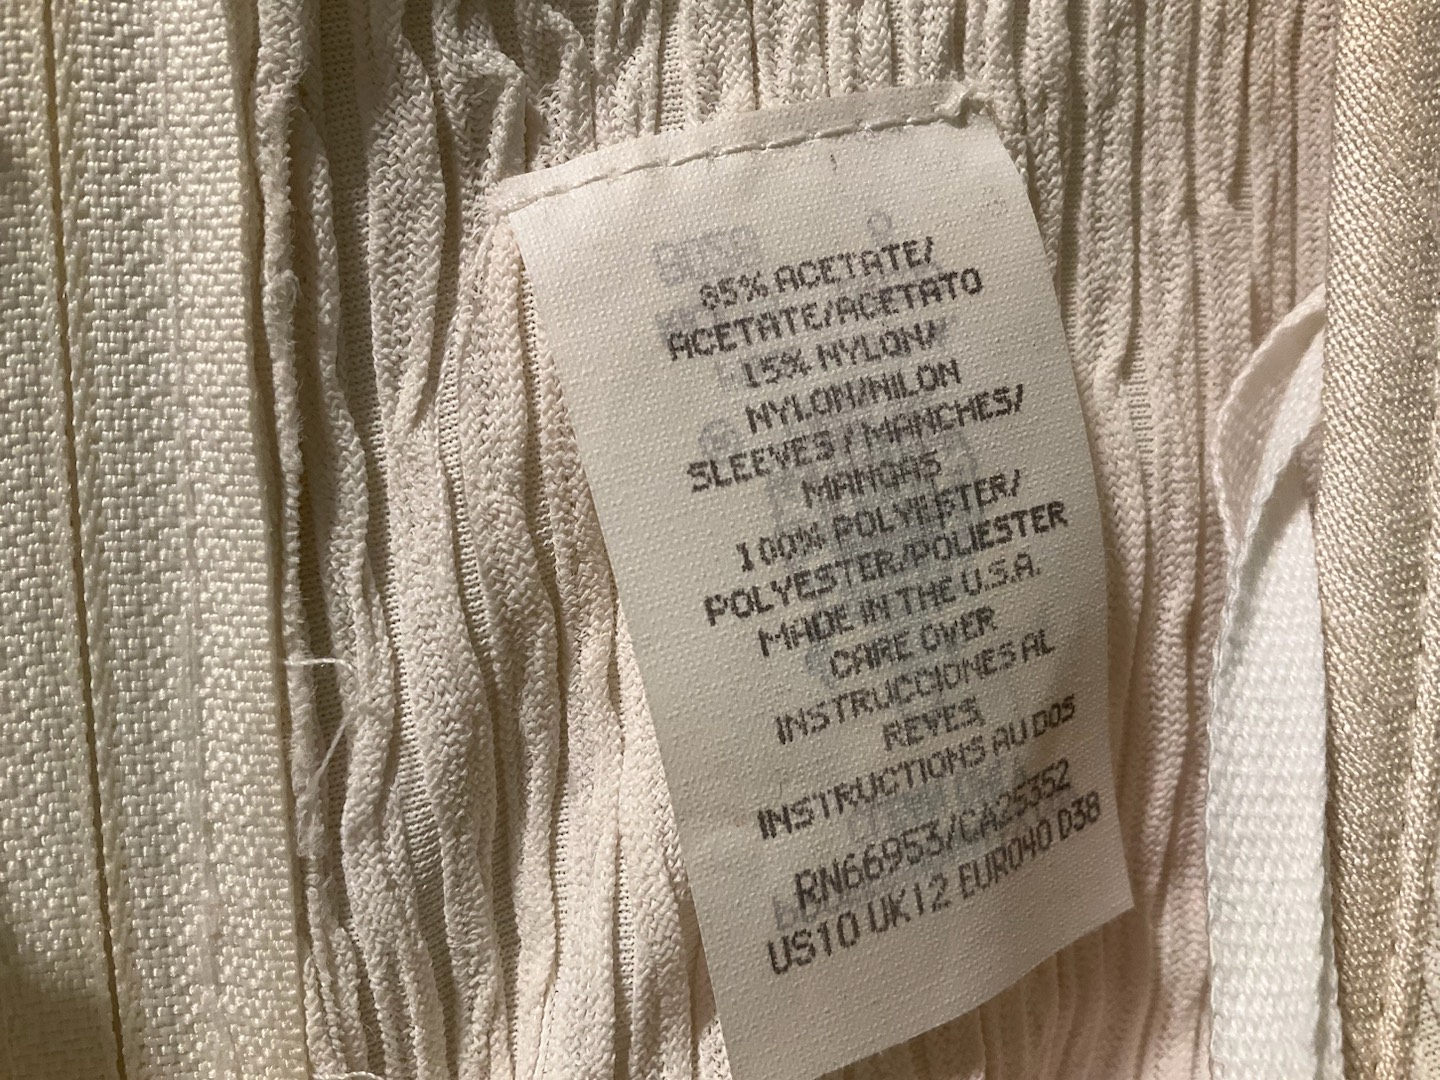 85% ACETATE/
ACETATE/ACETATO
15% NYLON/
NYLON/NILON
SLEEVES / MANCHES/
MANGAS
100% POLYESTER/
POLYESTER/POLIESTER
MADE IN THE U.S.A.
CARE OVER
INSTRUCCIONES AL
REVES
INSTRUCTIONS AU DOS
RN66953/CA25352
US10 UK12 EURO40 D38